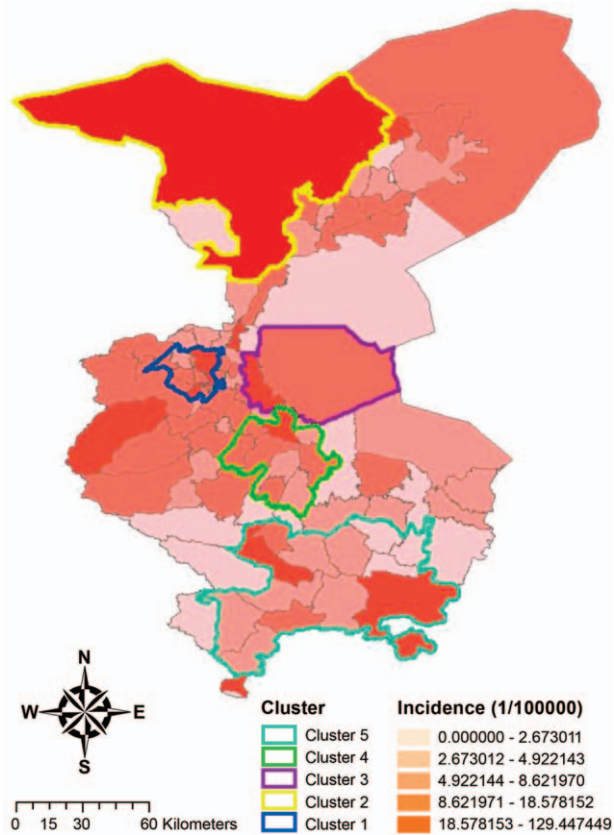 N
W E
S
0 15 30 60 Kilometers
Cluster
Cluster 5
Cluster 4
Cluster 3
Cluster 2
Cluster 1
Incidence (1/100000)
0.000000 - 2.673011
2.673012 - 4.922143
4.922144 - 8.621970
8.621971 - 18.578152
18.578153 - 129.447448